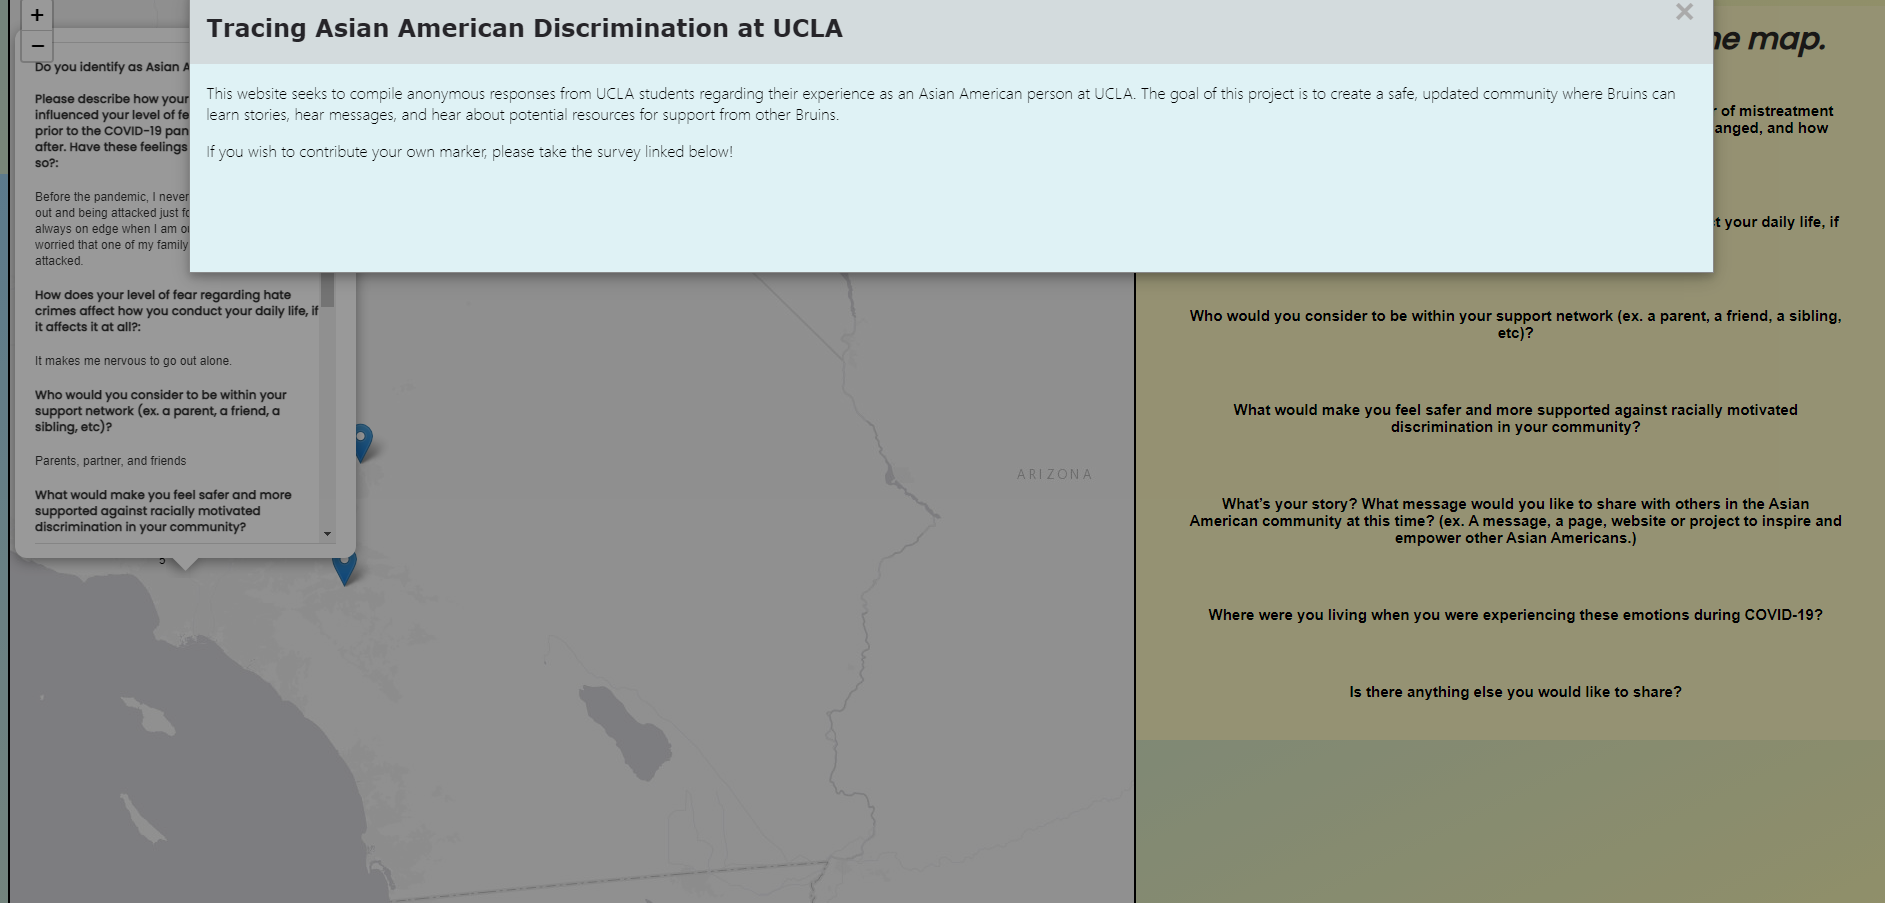 +
−
Tracing Asian American Discrimination at UCLA
×
This website seeks to compile anonymous responses from UCLA students regarding their experience as an Asian American person at UCLA. The goal of this project is to create a safe, updated community where Bruins can
learn stories, hear messages, and hear about potential resources for support from other Bruins.
If you wish to contribute your own marker, please take the survey linked below!
Do you identify as Asian A
Please describe how your
influenced your level of fe
prior to the COVID-19 pan
after. Have these feelings
so?:
Before the pandemic, I never
out and being attacked just fo
always on edge when I am o
worried that one of my family
attacked.
How does your level of fear regarding hate
crimes affect how you conduct your daily life, if
it affects it at all?:
It makes me nervous to go out alone.
Who would you consider to be within your
support network (ex. a parent, a friend, a
sibling, etc)?
Parents, partner, and friends
What would make you feel safer and more
supported against racially motivated
discrimination in your community?
5
ARIZONA
he map.
r of mistreatment
anged, and how
t your daily life, if
Who would you consider to be within your support network (ex. a parent, a friend, a sibling,
etc)?
What would make you feel safer and more supported against racially motivated
discrimination in your community?
What's your story? What message would you like to share with others in the Asian
American community at this time? (ex. A message, a page, website or project to inspire and
empower other Asian Americans.)
Where were you living when you were experiencing these emotions during COVID-19?
Is there anything else you would like to share?